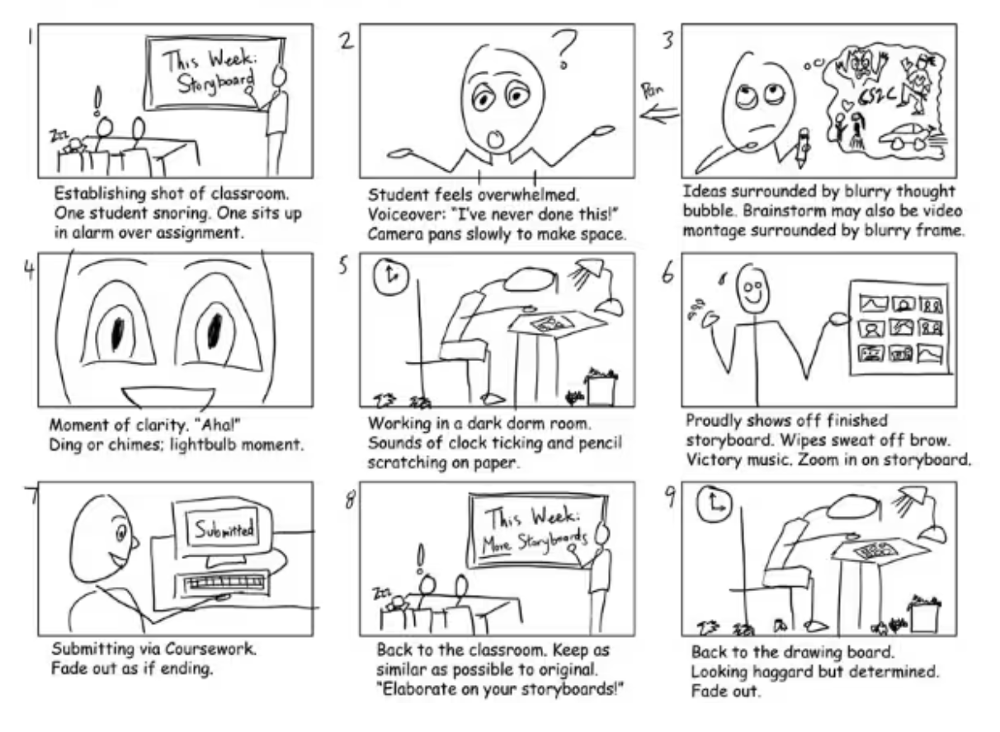 1
This Week:
Storyboard
!
Zzz
Establishing shot of classroom.
One student snoring. One sits up
in alarm over assignment.
2
?
Student feels overwhelmed.
Voiceover: "I've never done this!"
Camera pans slowly to make space.
Pan
3
Ideas surrounded by blurry thought
bubble. Brainstorm may also be video
montage surrounded by blurry frame.
4
Moment of clarity. "Aha!"
Ding or chimes; lightbulb moment.
5
Working in a dark dorm room.
Sounds of clock ticking and pencil
scratching on paper.
6
Proudly shows off finished
storyboard. Wipes sweat off brow.
Victory music. Zoom in on storyboard.
7
Submitted
Submitting via Coursework.
Fade out as if ending.
8
This Week:
More Storyboards
!
Zzz
Back to the classroom. Keep as
similar as possible to original.
"Elaborate on your storyboards!"
9
Back to the drawing board.
Looking haggard but determined.
Fade out.